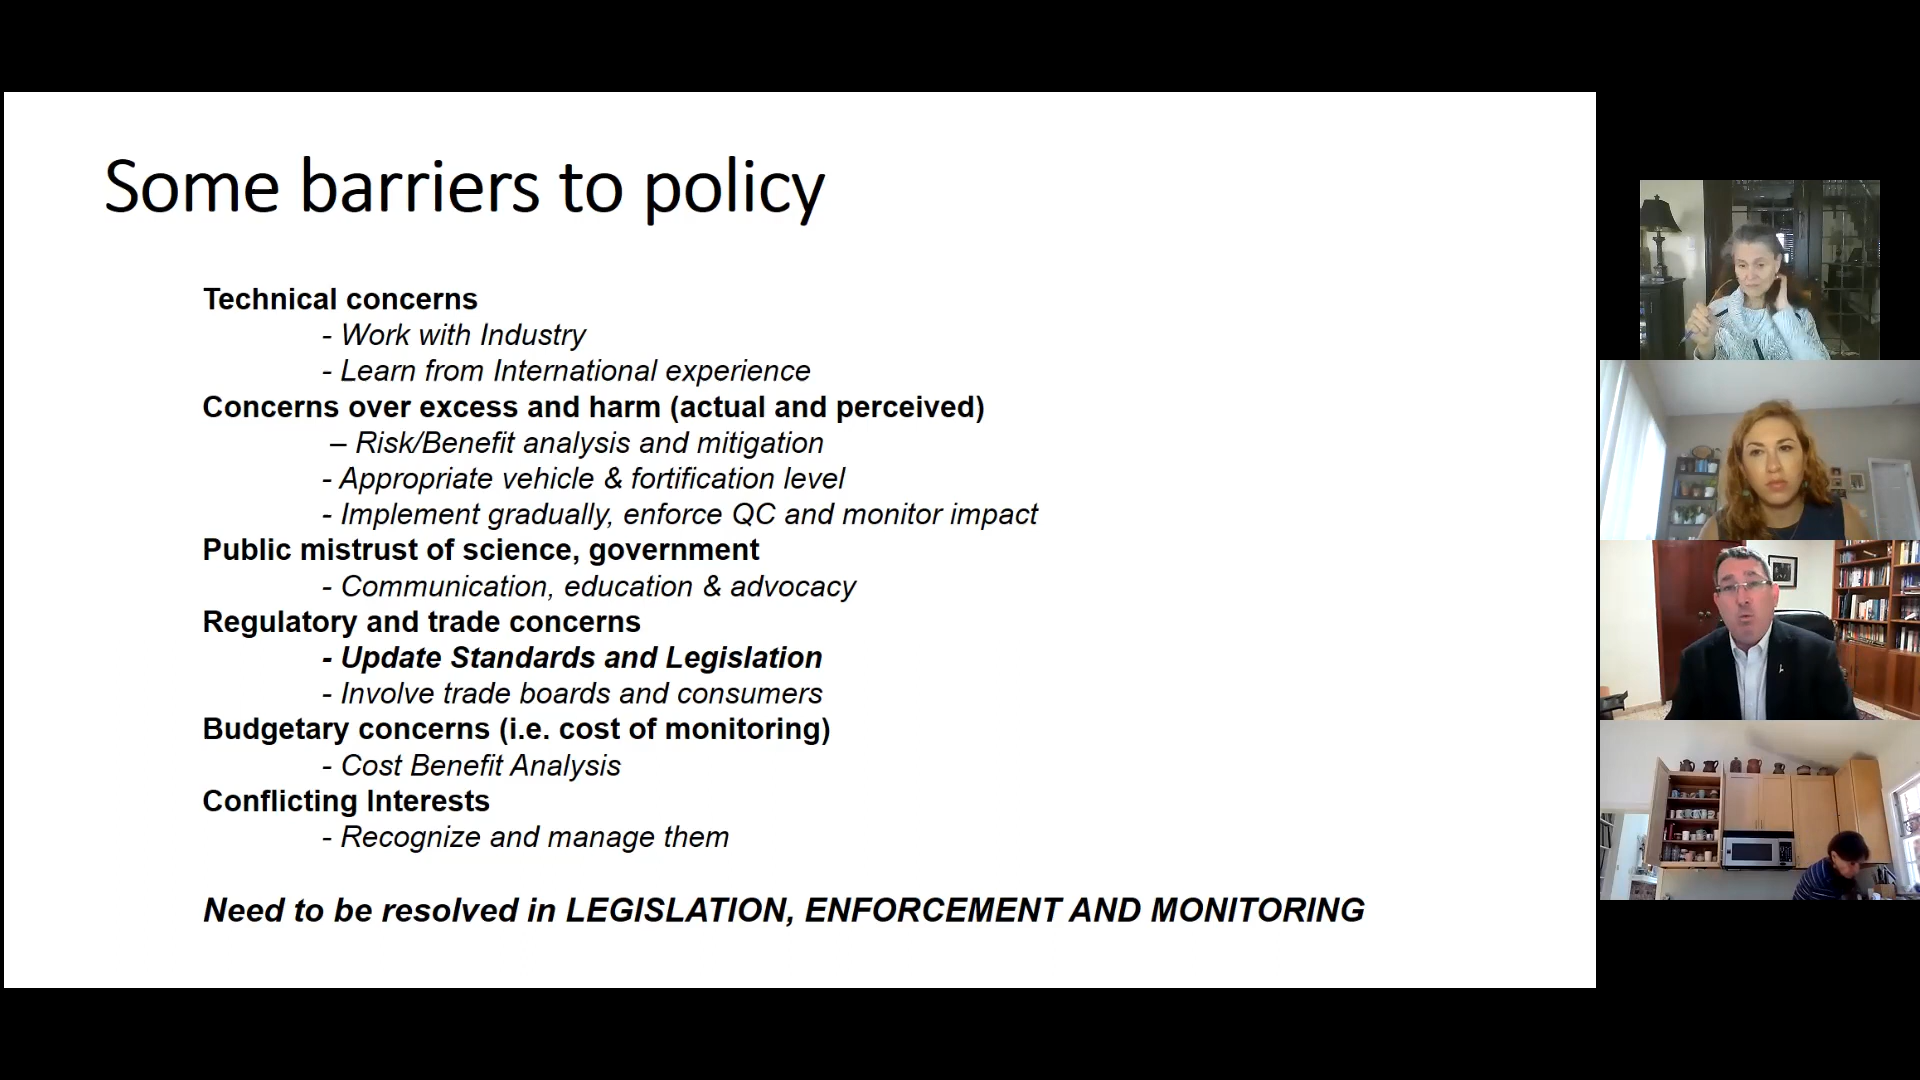 Some barriers to policy
Technical concerns
- Work with Industry
- Learn from International experience
Concerns over excess and harm (actual and perceived)
– Risk/Benefit analysis and mitigation
- Appropriate vehicle & fortification level
- Implement gradually, enforce QC and monitor impact
Public mistrust of science, government
- Communication, education & advocacy
Regulatory and trade concerns
- Update Standards and Legislation
- Involve trade boards and consumers
Budgetary concerns (i.e. cost of monitoring)
- Cost Benefit Analysis
Conflicting Interests
- Recognize and manage them
Need to be resolved in LEGISLATION, ENFORCEMENT AND MONITORING